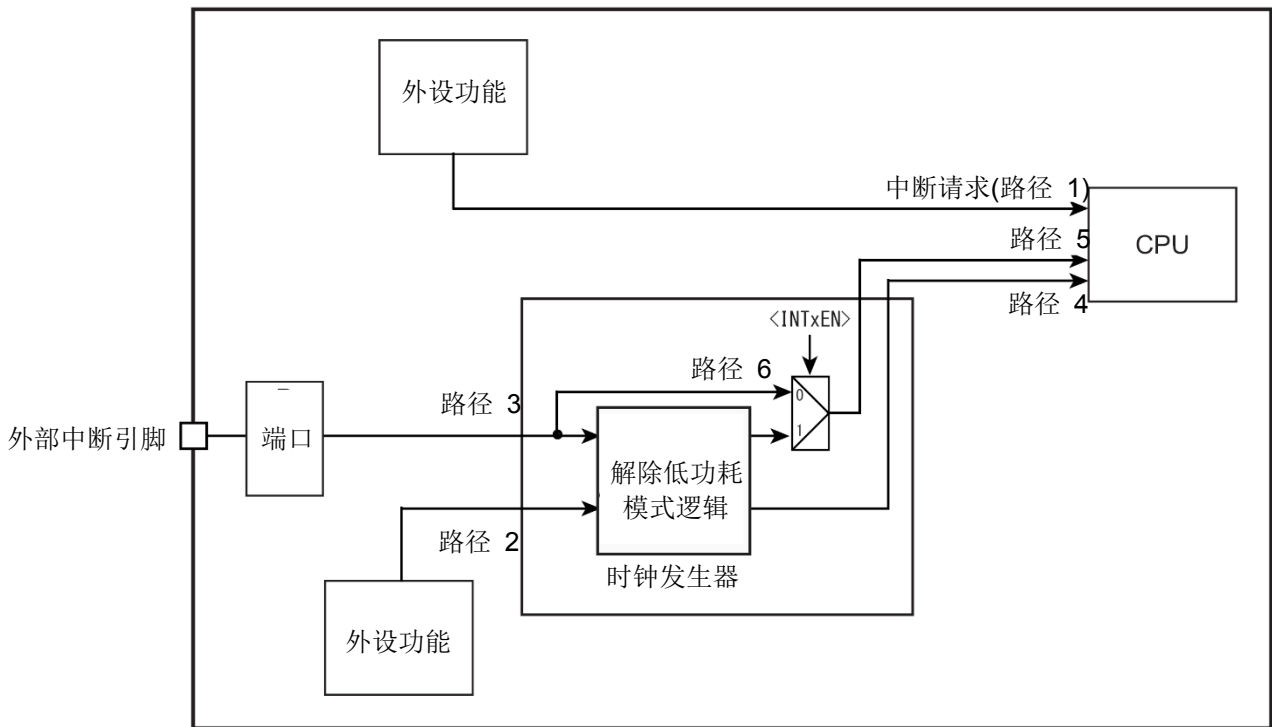 外设功能
中断请求(路径 1)
CPU
路径 5
路径 4
<INTxEN>
路径 6
0
1
路径 3
外部中断引脚
端口
解除低功耗
模式逻辑
路径 2
时钟发生器
外设功能